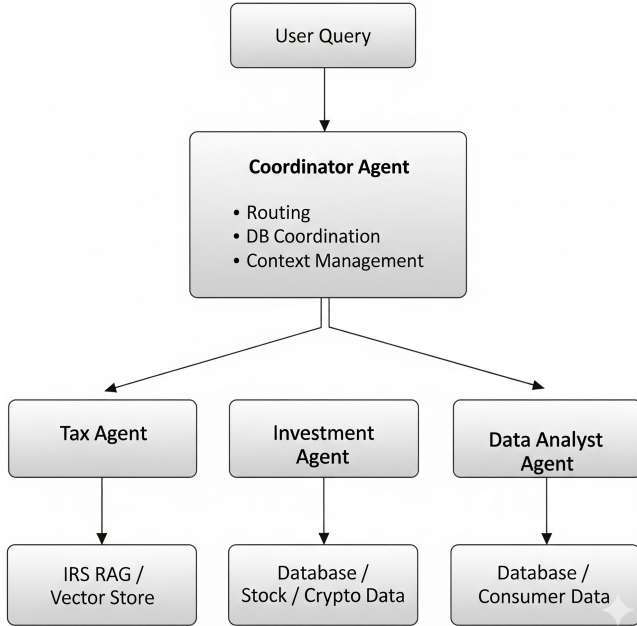 User Query
Coordinator Agent
• Routing
• DB Coordination
• Context Management
Tax Agent
Investment
Agent
Data Analyst
Agent
IRS RAG /
Vector Store
Database /
Stock / Crypto Data
Database /
Consumer Data